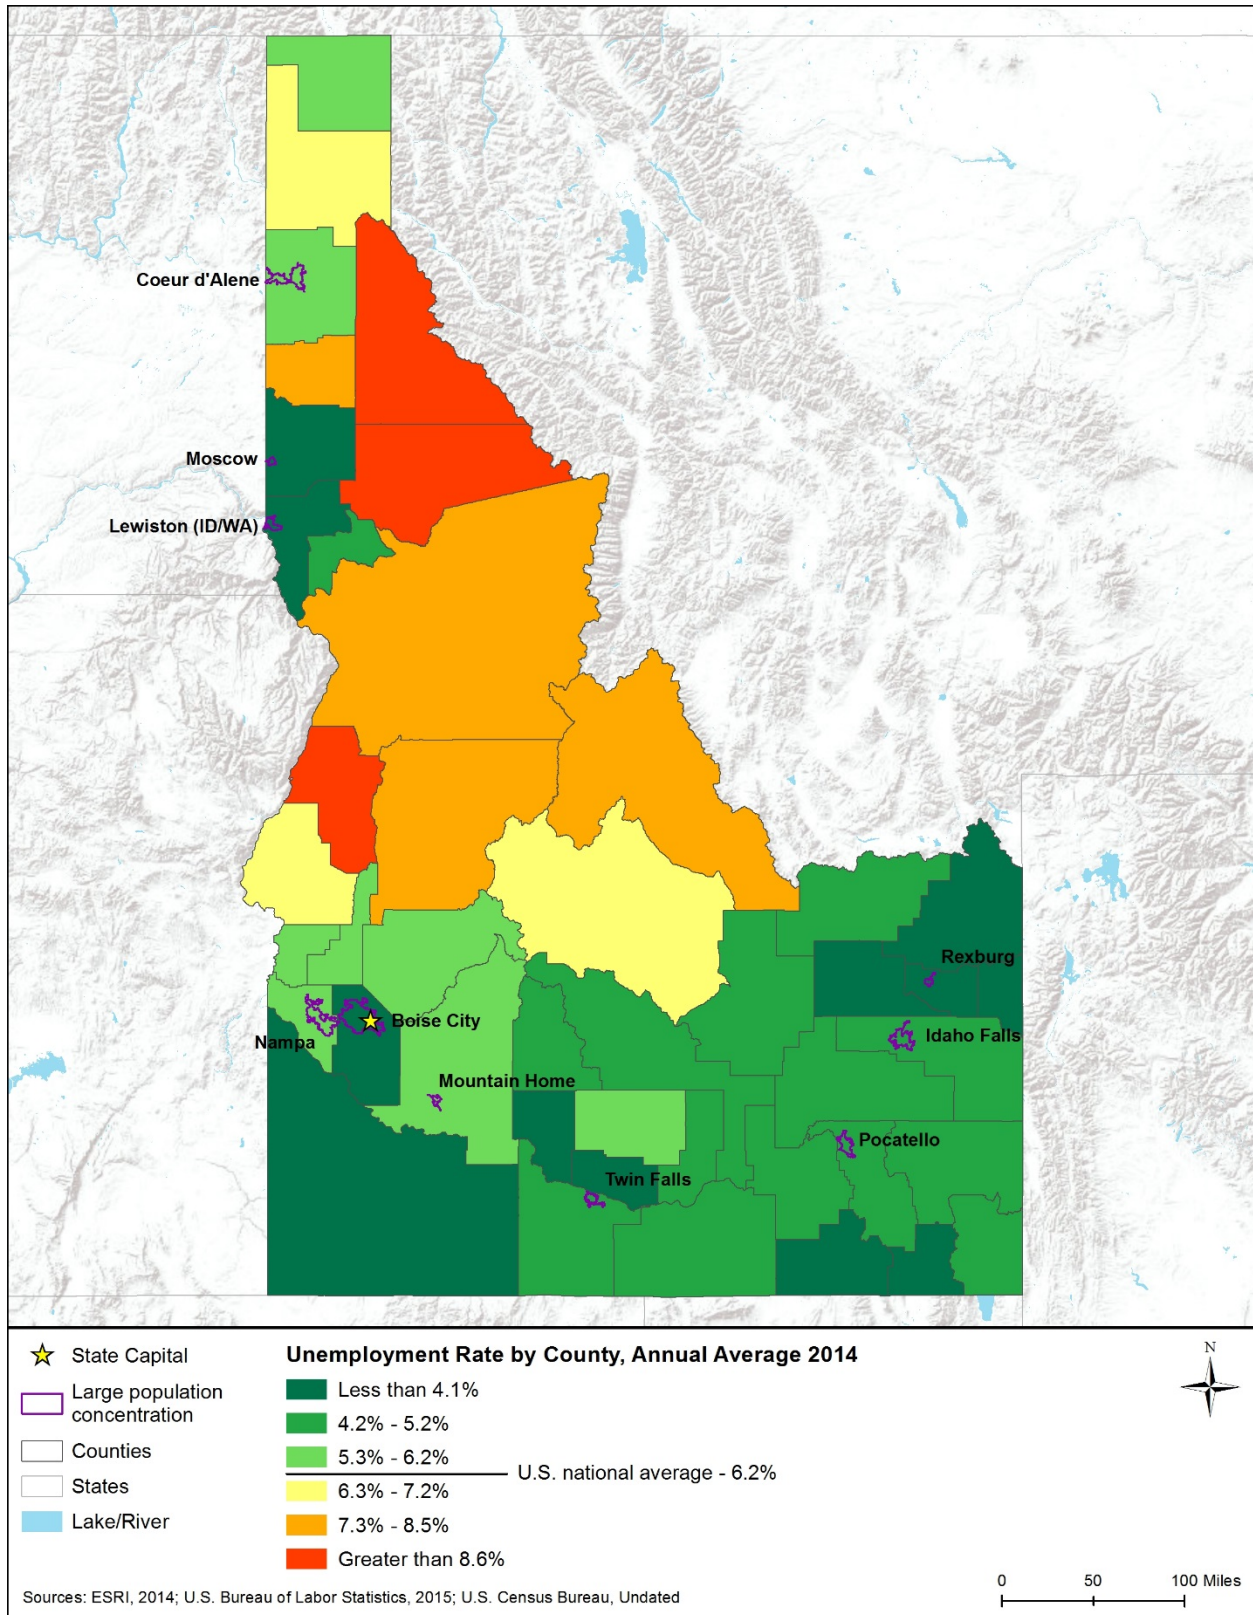 Coeur d'Alene
Moscow
Lewiston (ID/WA)
Rexburg
Boise City
Nampa
Idaho Falls
Mountain Home
Pocatello
Twin Falls
State Capital
Large population
concentration
Counties
States
Lake/River
Unemployment Rate by County, Annual Average 2014
Less than 4.1%
4.2% - 5.2%
5.3% - 6.2%
U.S. national average - 6.2%
6.3% - 7.2%
7.3% - 8.5%
Greater than 8.6%
N
0 50 100 Miles
Sources: ESRI, 2014; U.S. Bureau of Labor Statistics, 2015; U.S. Census Bureau, Undated